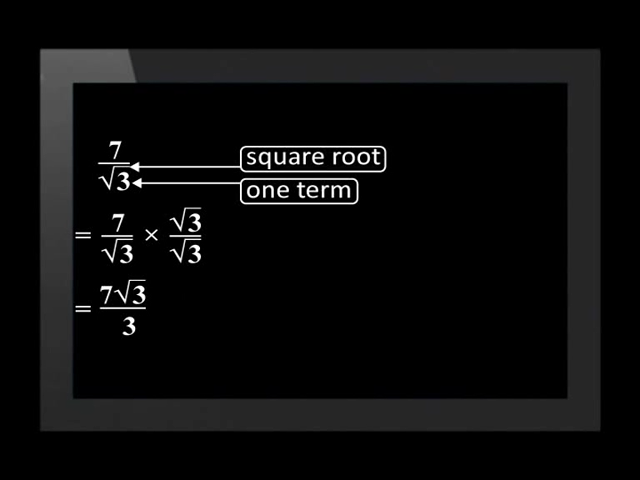 7/√3 square root
one term
= 7/√3 × √3/√3
= 7√3/3